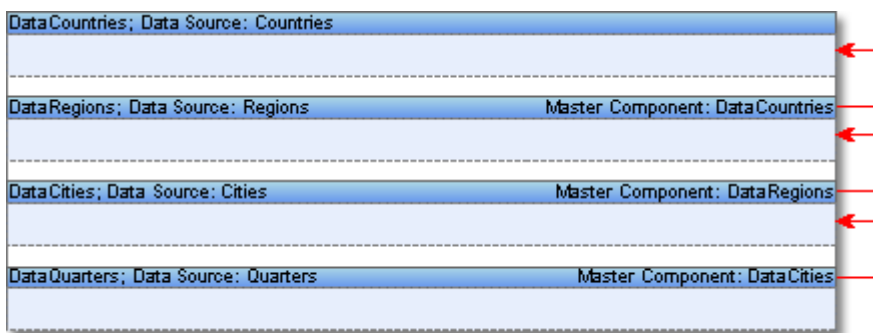 DataCountries; Data Source: Countries
DataRegions; Data Source: Regions Master Component: DataCountries
DataCities; Data Source: Cities Master Component: DataRegions
DataQuarters; Data Source: Quarters Master Component: DataCities